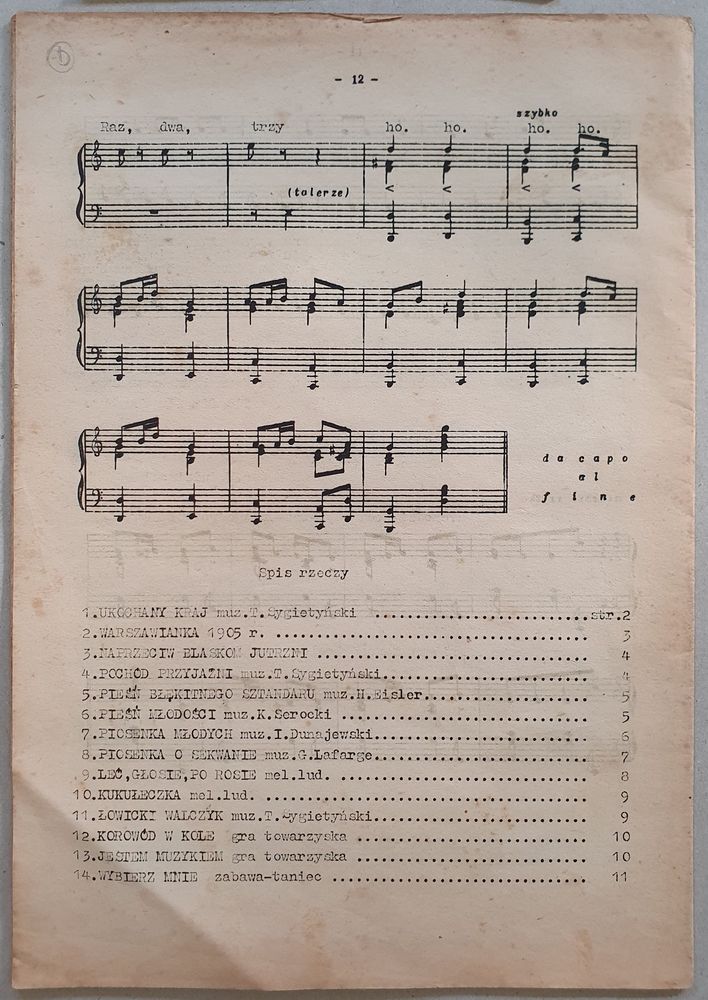 - 12 -
szybko
Raz, dwa, trzy ho. ho. ho. ho.
(talerze)
da capo
al
fine
Spis rzeczy
1.UKOCHANY KRAJ muz.T.Sygietyński ........................str.2
2.WARSZAWIANKA 1905 r. ................................... 3
3.NAPRZECIW BLASKOM JUTRZNI .............................. 4
4.POCHÓD PRZYJAŹNI muz.T.Sygietyński...................... 4
5.PIEŚŃ BŁĘKITNEGO SZTANDARU muz.H.Eisler................. 5
6.PIEŚŃ MŁODOŚCI muz.K.Serocki ........................... 5
7.PIOSENKA MŁODYCH muz.I.Dunajewski....................... 6
8.PIOSENKA O SEKWANIE muz.G.Lafarge....................... 7
9.LEĆ,GŁOSIE,PO ROSIE mel.lud. ........................... 8
10.KUKUŁECZKA mel.lud. ................................... 9
11.ŁOWICKI WALCZYK muz.T.Sygietyński...................... 9
12.KOROWÓD W KOLE gra towarzyska ......................... 10
13.JESTEM MUZYKIEM gra towarzyska ........................ 10
14.WYBIERZ MNIE zabawa-taniec ............................ 11